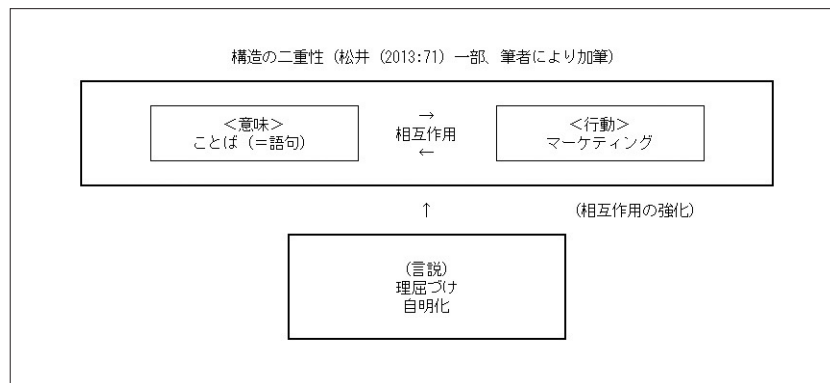 構造の二重性(松井(2013:71)一部、筆者により加筆)
<意味>
ことば(=語句)
→
相互作用
←
<行動>
マーケティング
↑
(相互作用の強化)
(言説)
理屈づけ
自明化